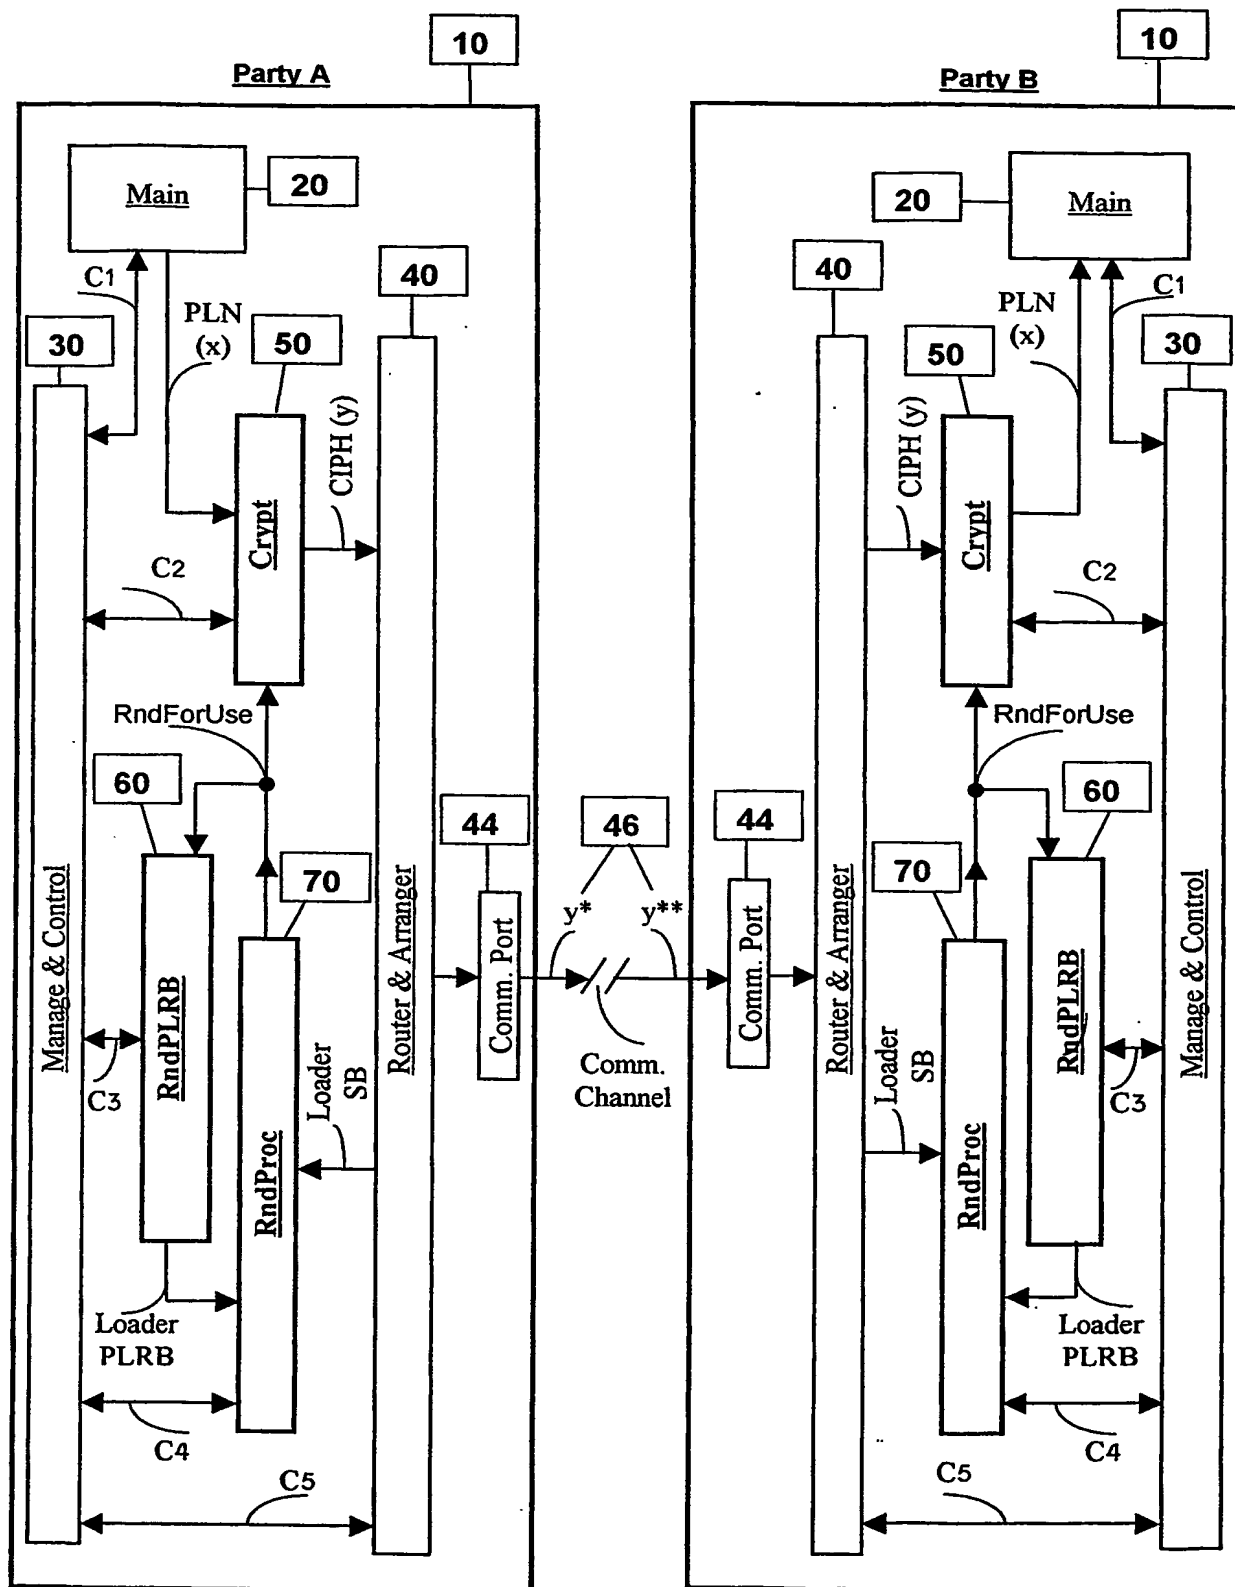 10
10
Party A
Party B
Main
20
20
Main
C1
PLN
(x)
40
40
PLN
(x)
C1
30
50
50
30
CIPH (y)
CIPH (y)
Crypt
Crypt
C2
C2
RndForUse
RndForUse
60
60
44
46
44
70
70
Manage & Control
RndPLRB
RndProc
Router & Arranger
Comm. Port
y*
y**
Comm. Port
Router & Arranger
RndProc
RndPLRB
Manage & Control
Comm.
Channel
C3
C3
Loader
SB
Loader
SB
Loader
PLRB
Loader
PLRB
C4
C4
C5
C5